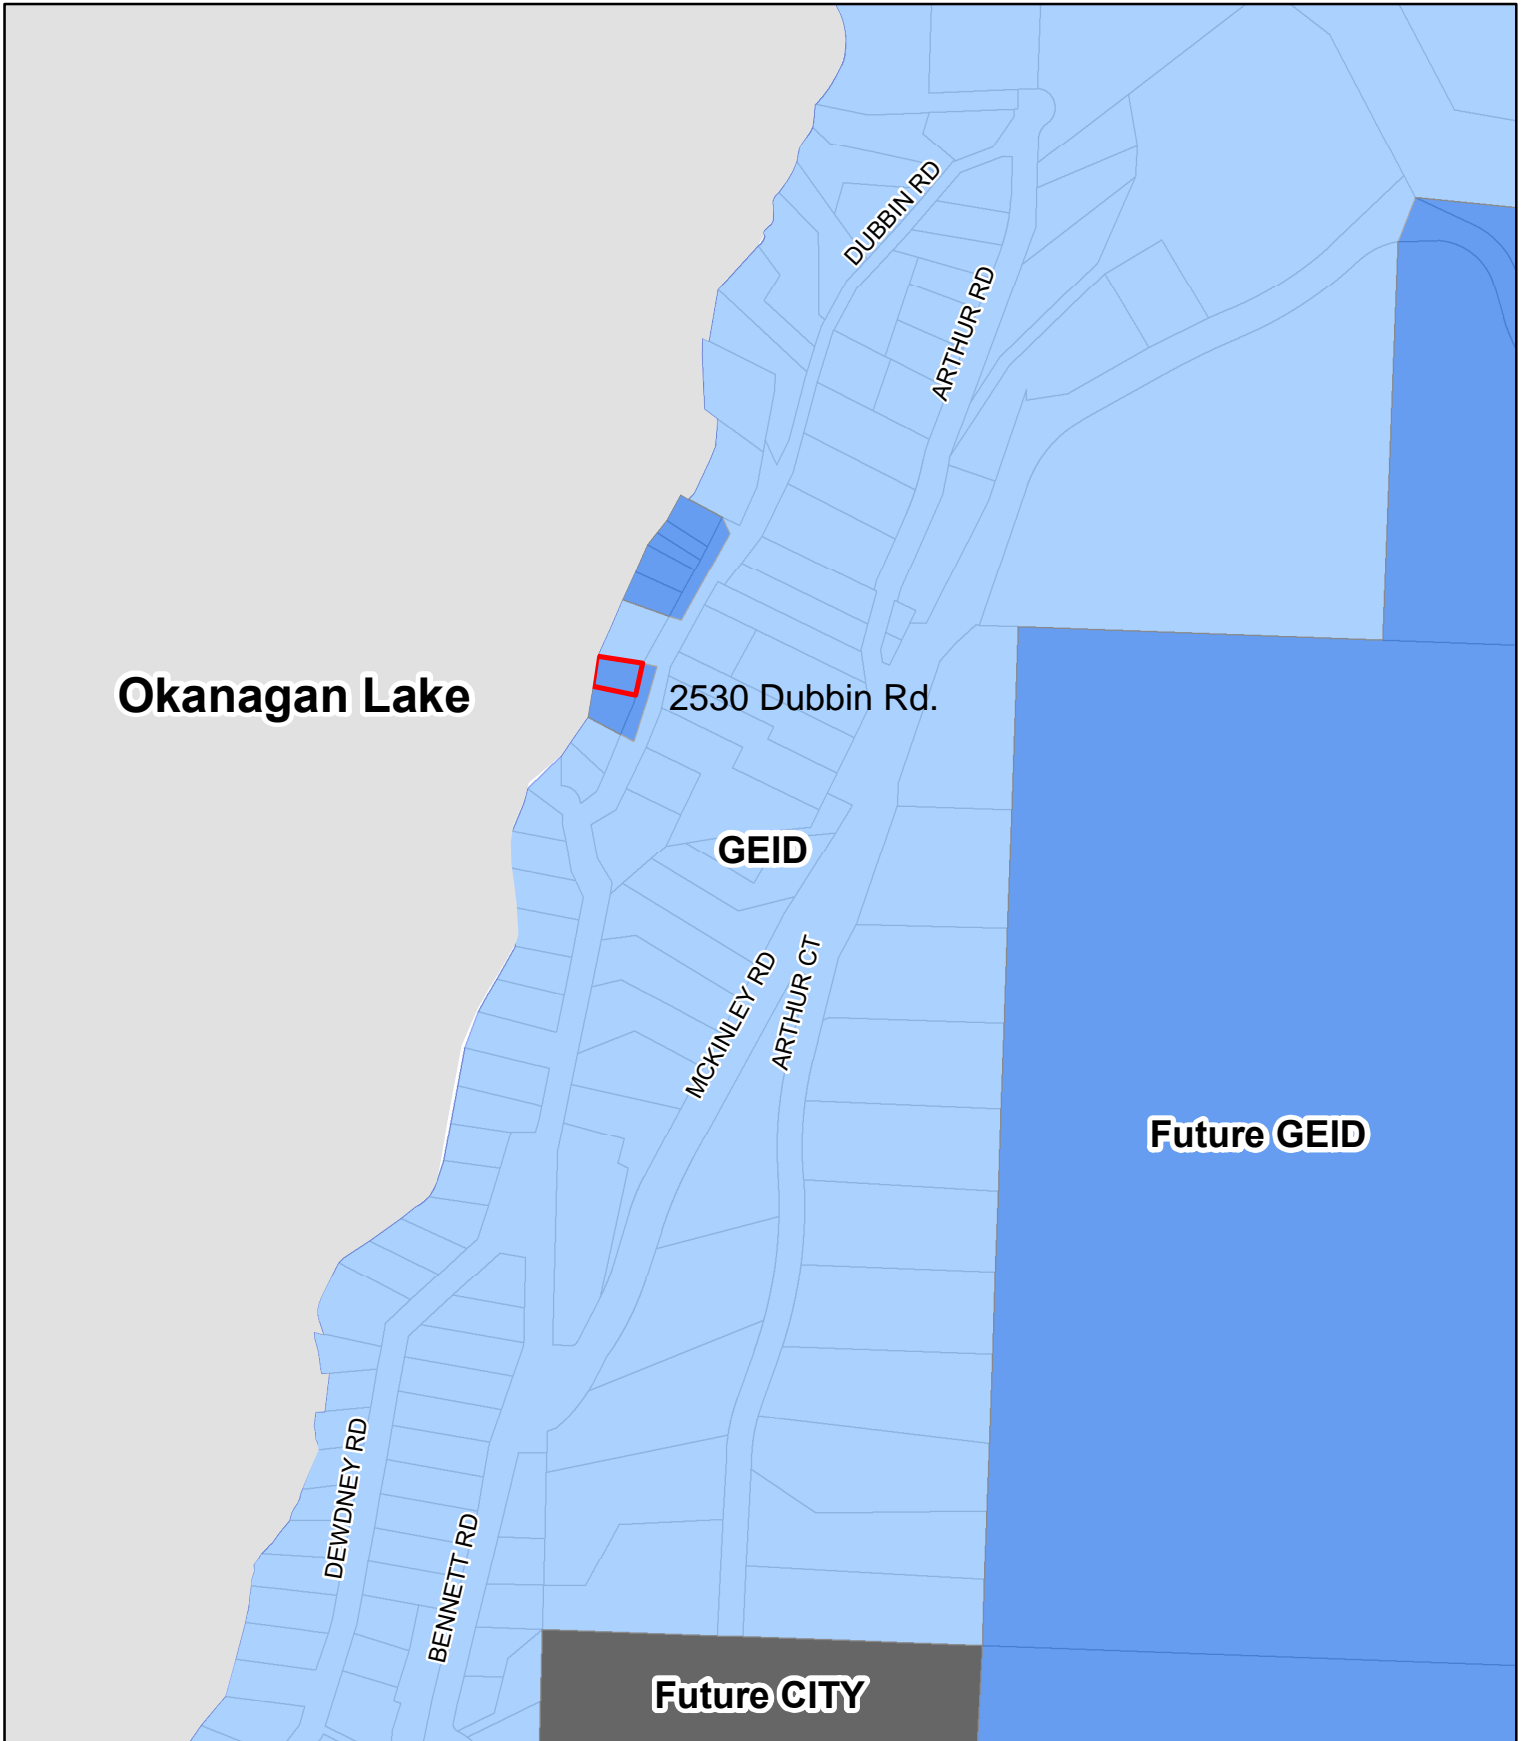 DUBBIN RD
ARTHUR RD
Okanagan Lake
2530 Dubbin Rd.
GEID
MCKINLEY RD
ARTHUR CT
Future GEID
DEWDNEY RD
BENNETT RD
Future CITY